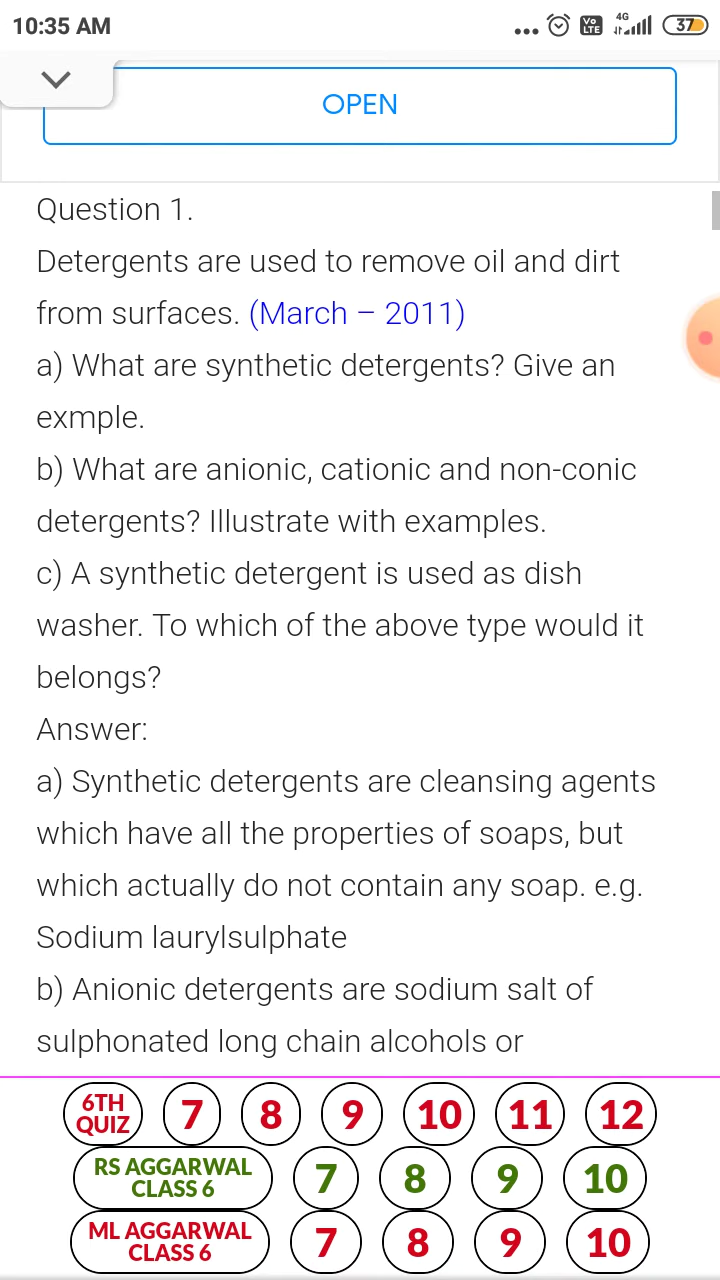 10:35 AM
... Vo LTE 4G 37
OPEN
Question 1.
Detergents are used to remove oil and dirt
from surfaces. (March – 2011)
a) What are synthetic detergents? Give an
exmple.
b) What are anionic, cationic and non-conic
detergents? Illustrate with examples.
c) A synthetic detergent is used as dish
washer. To which of the above type would it
belongs?
Answer:
a) Synthetic detergents are cleansing agents
which have all the properties of soaps, but
which actually do not contain any soap. e.g.
Sodium laurylsulphate
b) Anionic detergents are sodium salt of
sulphonated long chain alcohols or
6TH QUIZ 7 8 9 10 11 12
RS AGGARWAL CLASS 6 7 8 9 10
ML AGGARWAL CLASS 6 7 8 9 10